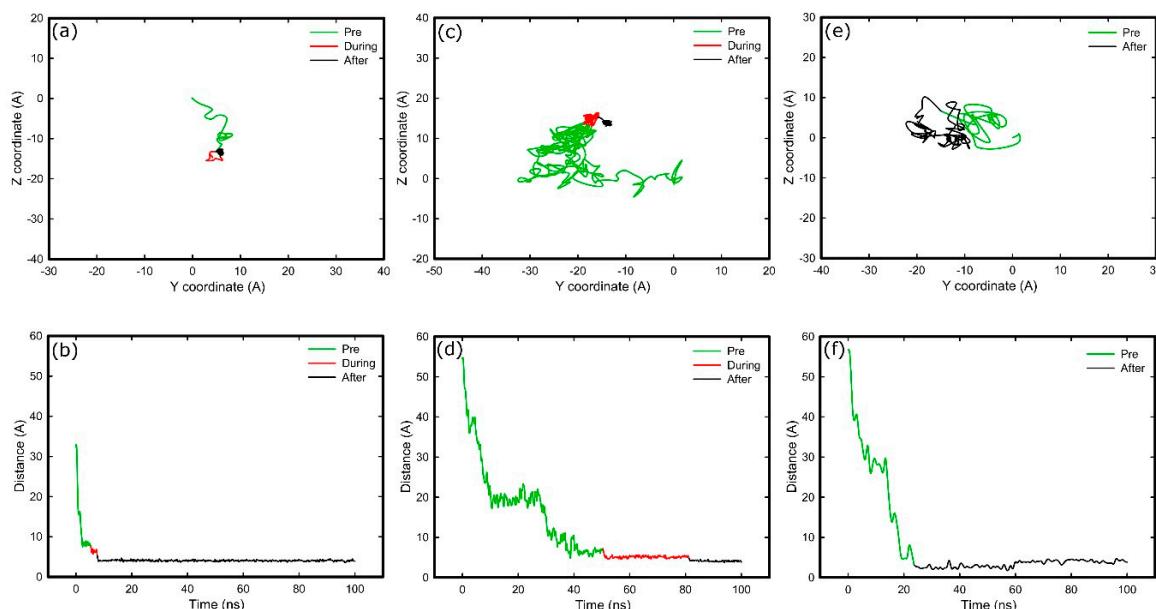 (a)
Pre
During
After
20
10
0
-10
-20
-30
-40
Z coordinate (A)
-30 -20 -10 0 10 20 30 40
Y coordinate (A)
(c)
Pre
During
After
40
30
20
10
0
-10
-20
Z coordinate (A)
-50 -40 -30 -20 -10 0 10 20
Y coordinate (A)
(e)
Pre
After
30
20
10
0
-10
-20
-30
Z coordinate (A)
-40 -30 -20 -10 0 10 20 30
Y coordinate (A)
(b)
Pre
During
After
60
50
40
30
20
10
0
Distance (A)
0 20 40 60 80 100
Time (ns)
(d)
Pre
During
After
60
50
40
30
20
10
0
Distance (A)
0 20 40 60 80 100
Time (ns)
(f)
Pre
After
60
50
40
30
20
10
0
Distance (A)
0 20 40 60 80 100
Time (ns)